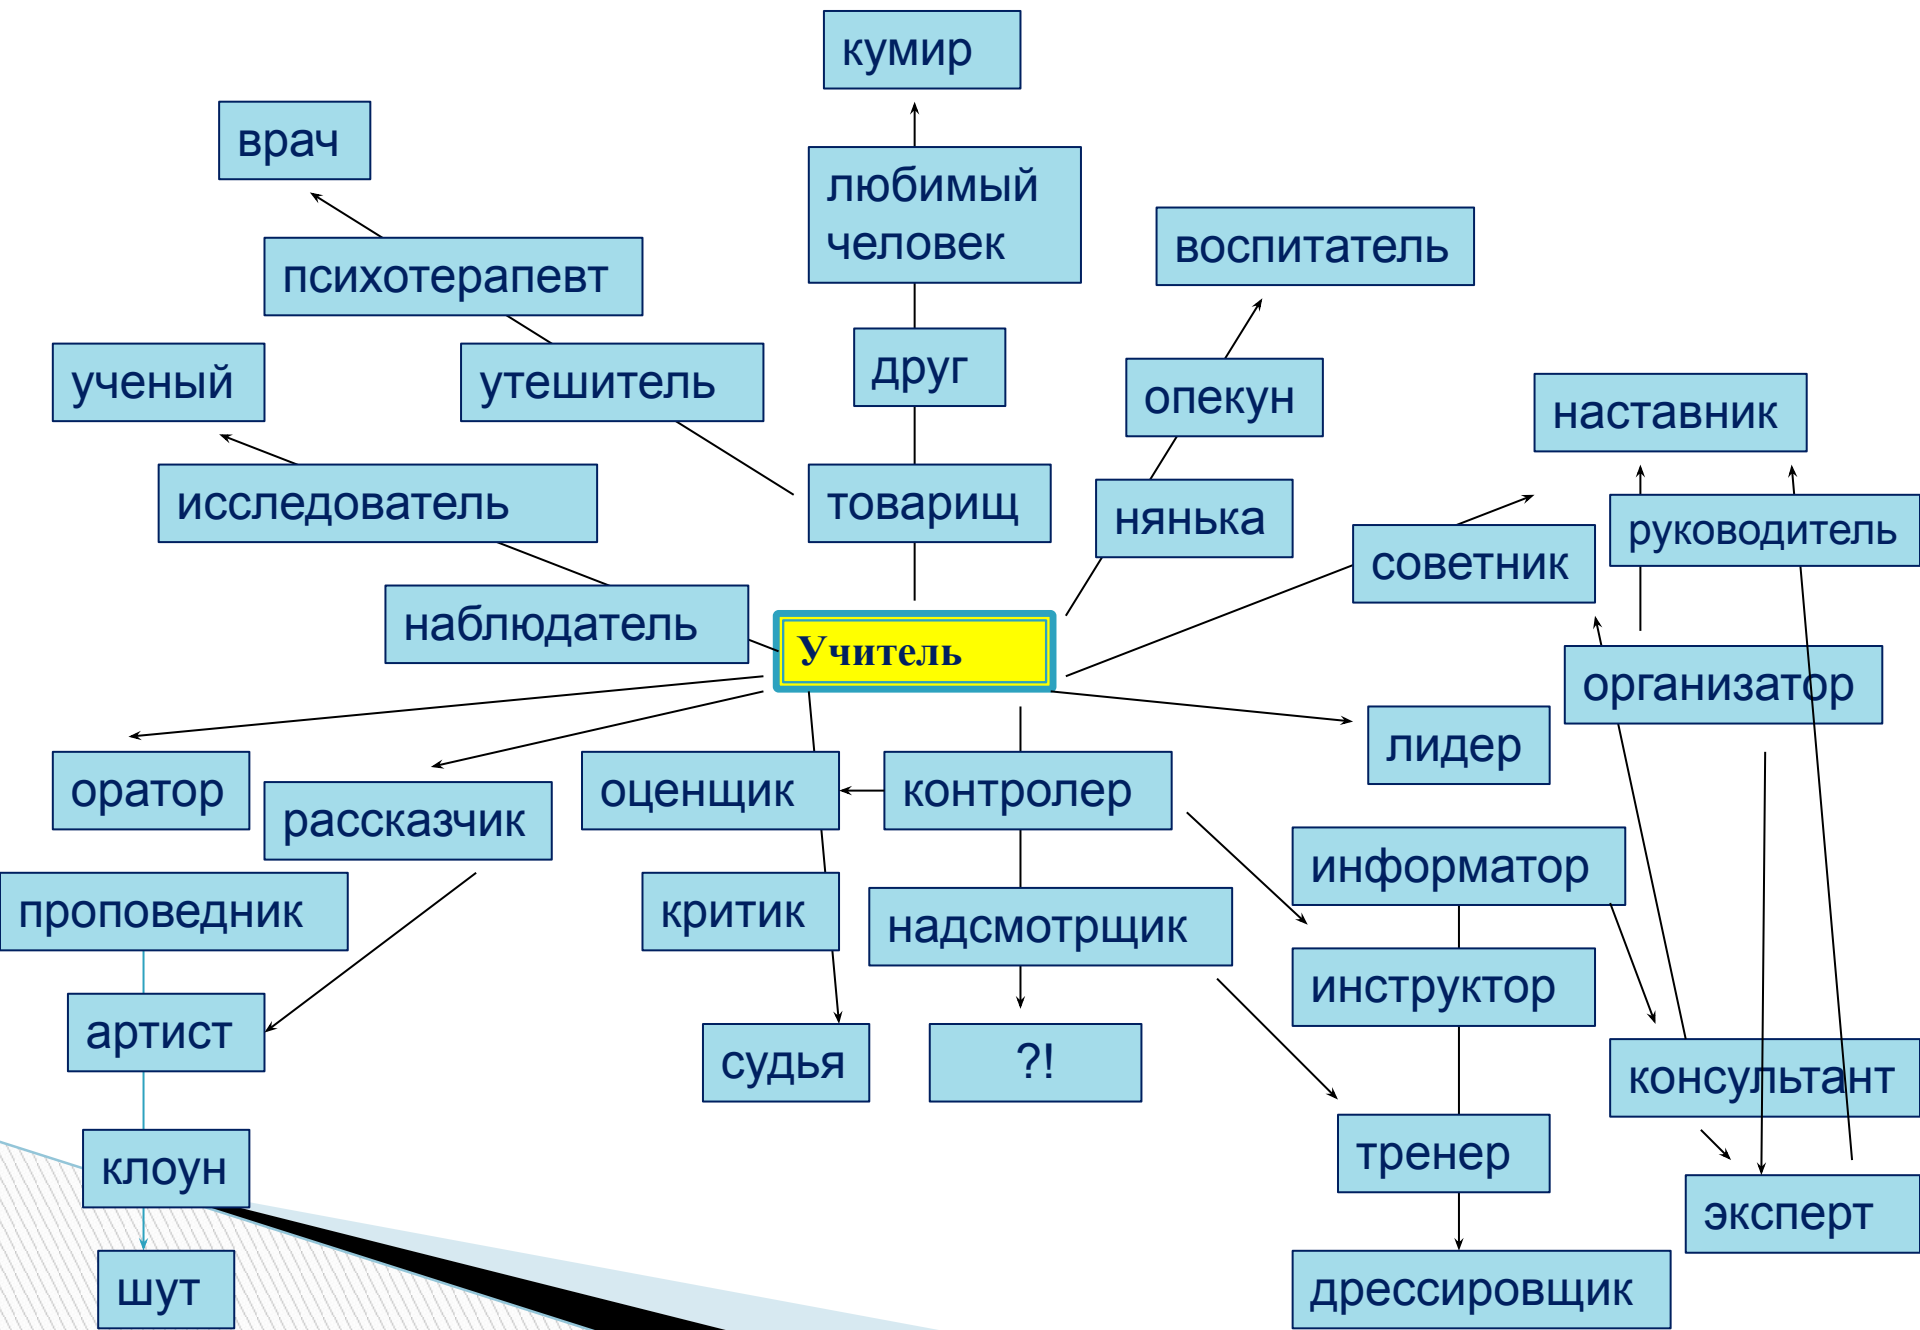 кумир
врач
любимый
человек
воспитатель
психотерапевт
ученый
утешитель
друг
опекун
наставник
исследователь
товарищ
нянька
руководитель
советник
наблюдатель
Учитель
организатор
лидер
оратор
рассказчик
оценщик
контролер
информатор
проповедник
критик
надсмотрщик
инструктор
артист
судья
?!
консультант
клоун
тренер
эксперт
шут
дрессировщик